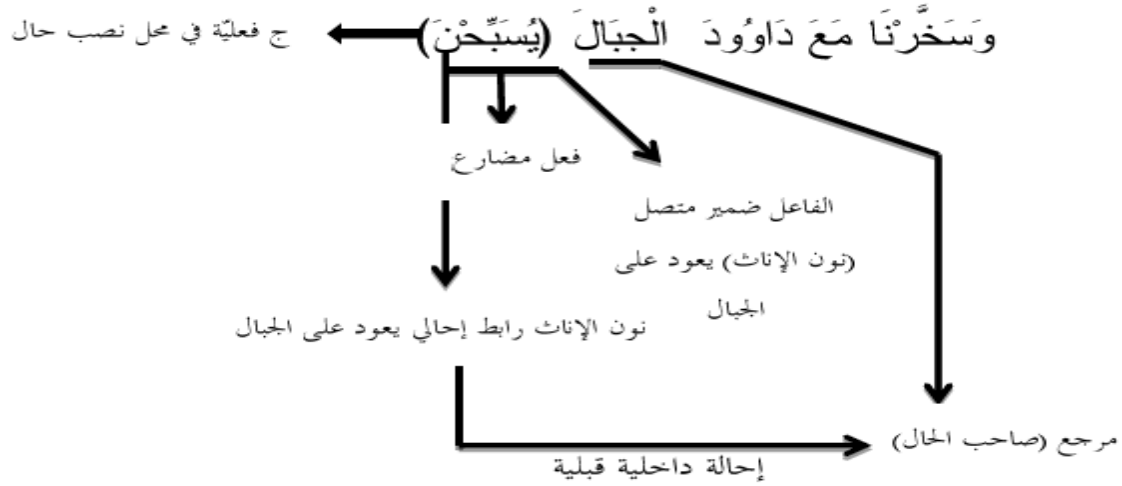 وَسَخَّرْنَا مَعَ دَاوُودَ الْجِبَالَ (يُسَبِّحْنَ)
ج فعليّة في محل نصب حال
فعل مضارع
الفاعل ضمير متصل
(نون الإناث) يعود على
الجبال
نون الإناث رابط إحالي يعود على الجبال
مرجع (صاحب الحال)
إحالة داخلية قبلية